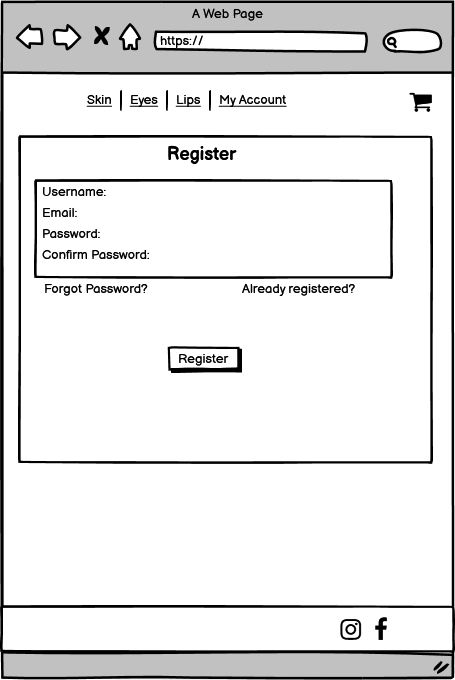 A Web Page
https://
Skin Eyes Lips My Account
Register
Username:
Email:
Password:
Confirm Password:
Forgot Password? Already registered?
Register